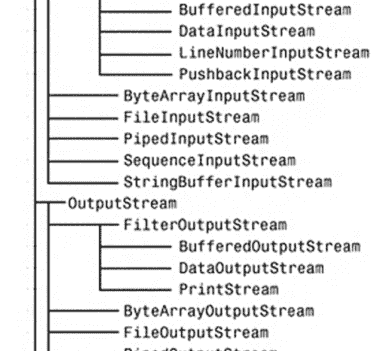 BufferedInputStream
DataInputStream
LineNumberInputStream
PushbackInputStream
ByteArrayInputStream
FileInputStream
PipedInputStream
SequenceInputStream
StringBufferInputStream
OutputStream
FilterOutputStream
BufferedOutputStream
DataOutputStream
PrintStream
ByteArrayOutputStream
FileOutputStream